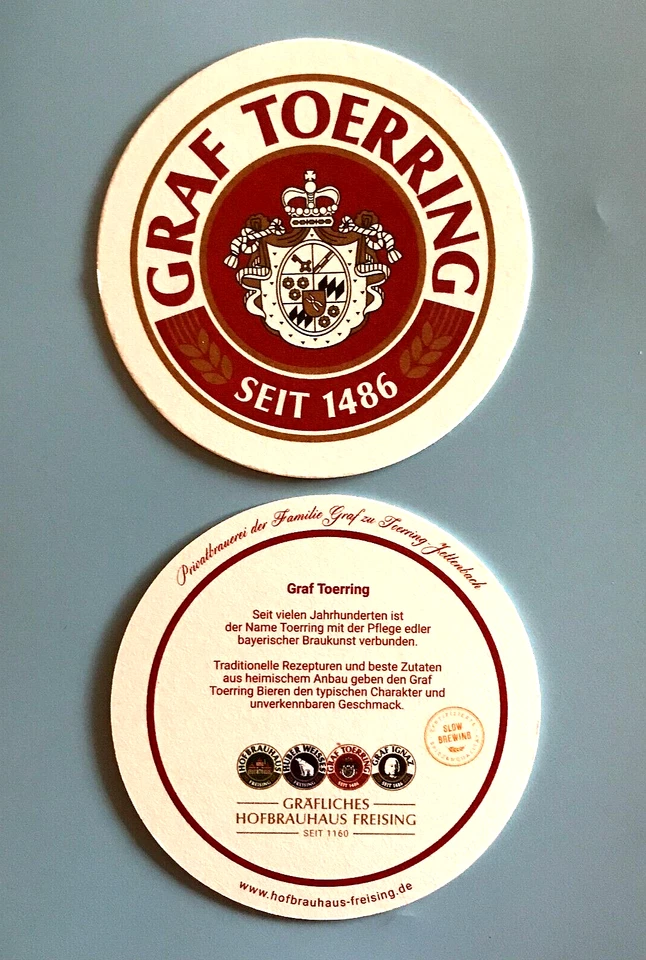 GRAF TOERRING
SEIT 1486
Privatbrauerei der Familie Graf zu Toerring-Jettenbach
Graf Toerring
Seit vielen Jahrhunderten ist
der Name Toerring mit der Pflege edler
bayerischer Braukunst verbunden.
Traditionelle Rezepturen und beste Zutaten
aus heimischem Anbau geben den Graf
Toerring Bieren den typischen Charakter und
unverkennbaren Geschmack.
SLOW
BREWING
HUBER WEISSES
FREISING
GRAF TOERRING
SEIT 1486
GRAF IGNAZ
SEIT 1486
GRÄFLICHES
HOFBRAUHAUS FREISING
SEIT 1160
www.hofbrauhaus-freising.de